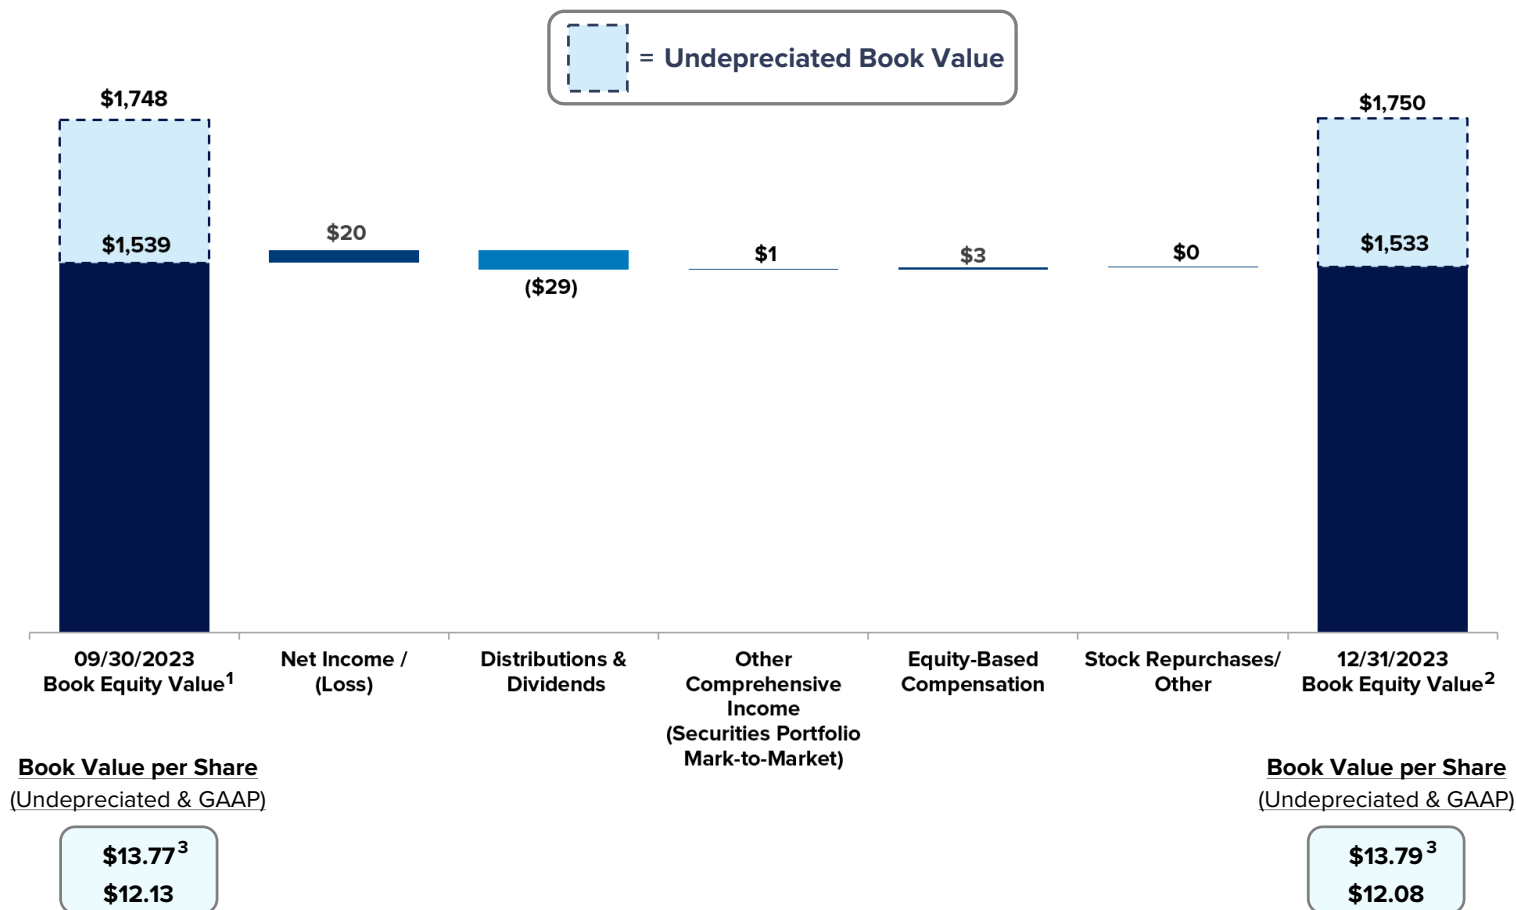 = Undepreciated Book Value
$1,748
$1,539
$20
($29)
$1
$3
$0
$1,750
$1,533
09/30/2023
Book Equity Value1
Net Income /
(Loss)
Distributions &
Dividends
Other
Comprehensive
Income
(Securities Portfolio
Mark-to-Market)
Equity-Based
Compensation
Stock Repurchases/
Other
12/31/2023
Book Equity Value2
Book Value per Share
(Undepreciated & GAAP)
$13.773
$12.13
Book Value per Share
(Undepreciated & GAAP)
$13.793
$12.08